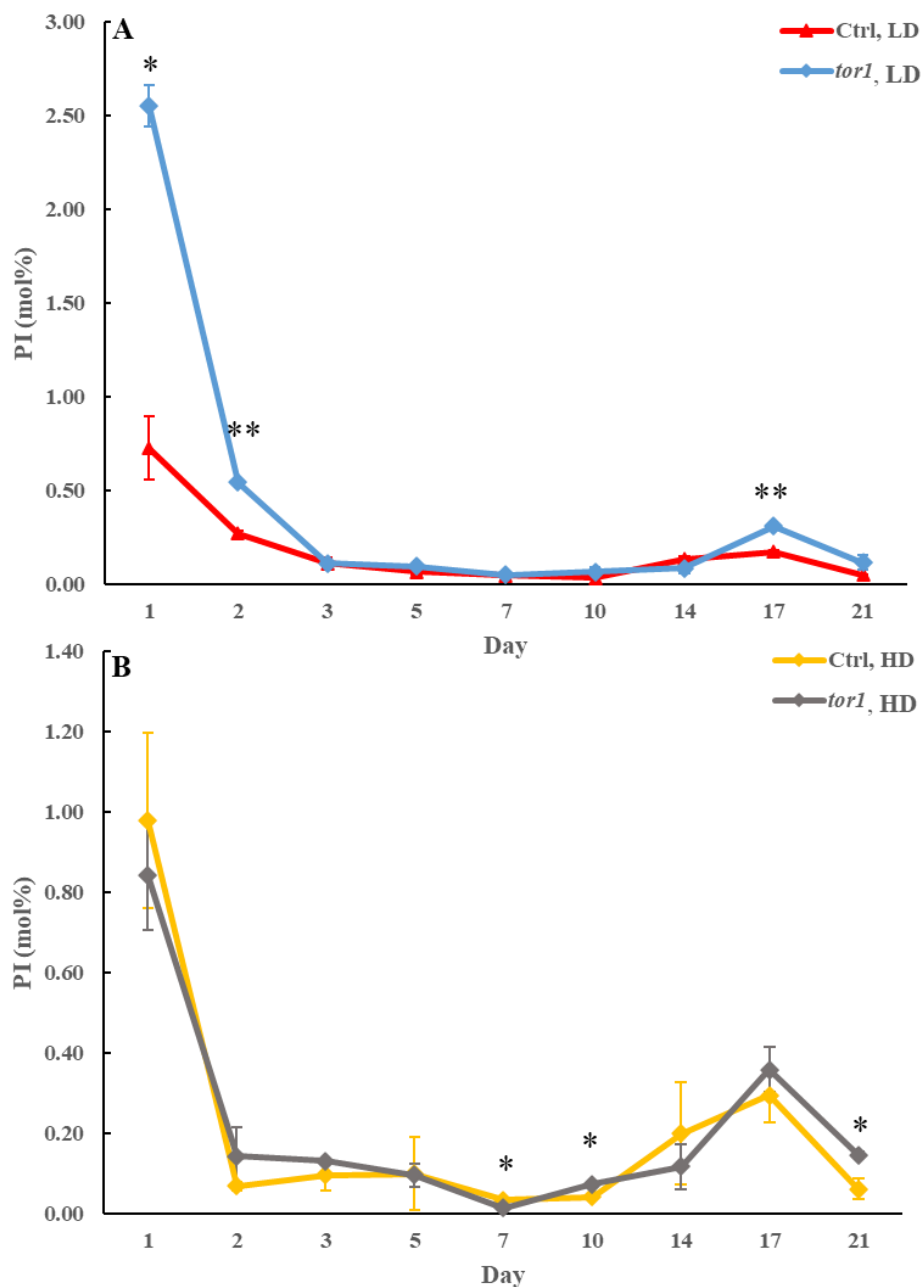 A
Ctrl, LD
tor1, LD
3.00
2.50
2.00
1.50
1.00
0.50
0.00
PI (mol%)
*
**
**
1 2 3 5 7 10 14 17 21
Day
B
Ctrl, HD
tor1, HD
1.40
1.20
1.00
0.80
0.60
0.40
0.20
0.00
PI (mol%)
*
*
*
1 2 3 5 7 10 14 17 21
Day